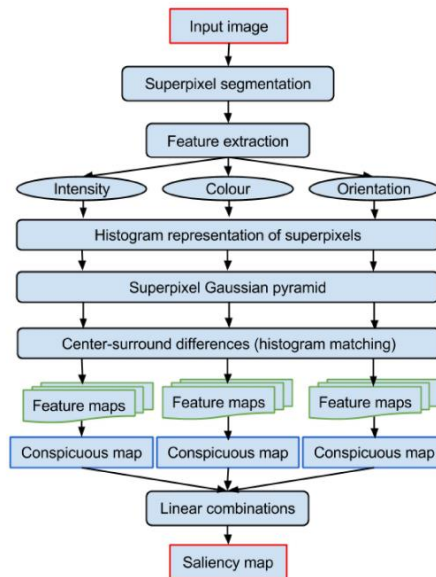 Input image
Superpixel segmentation
Feature extraction
Intensity
Colour
Orientation
Histogram representation of superpixels
Superpixel Gaussian pyramid
Center-surround differences (histogram matching)
Feature maps
Feature maps
Feature maps
Conspicuous map
Conspicuous map
Conspicuous map
Linear combinations
Saliency map